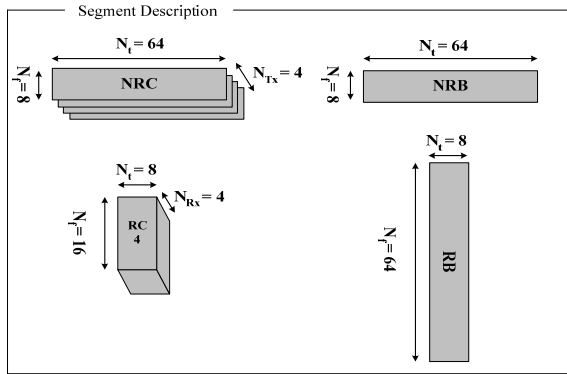 Segment Description
N_t = 64
N_f = 8
NRC
N_Tx = 4
N_t = 64
N_f = 8
NRB
N_t = 8
N_Rx = 4
N_f = 16
RC
4
N_t = 8
N_f = 64
RB